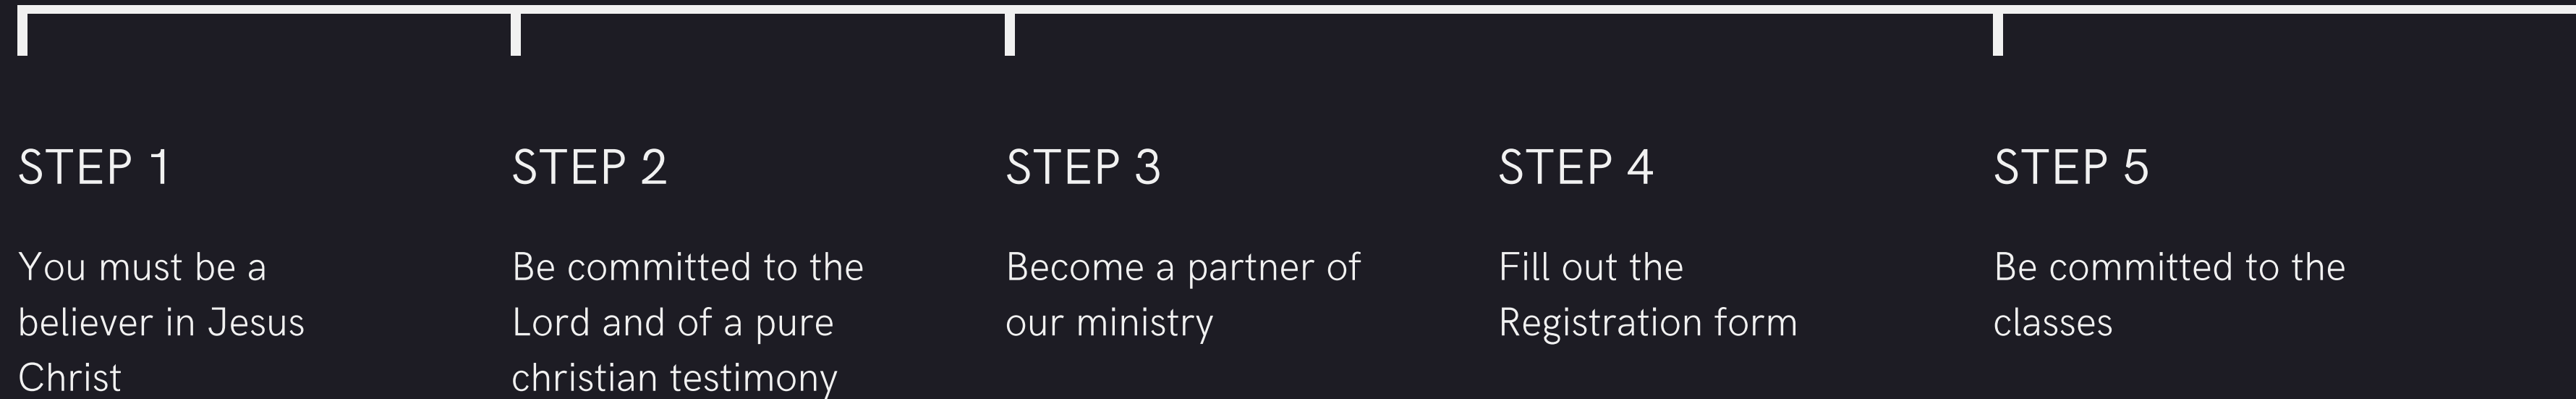 STEP 1
You must be a
believer in Jesus
Christ
STEP 2
Be committed to the
Lord and of a pure
christian testimony
STEP 3
Become a partner of
our ministry
STEP 4
Fill out the
Registration form
STEP 5
Be committed to the
classes